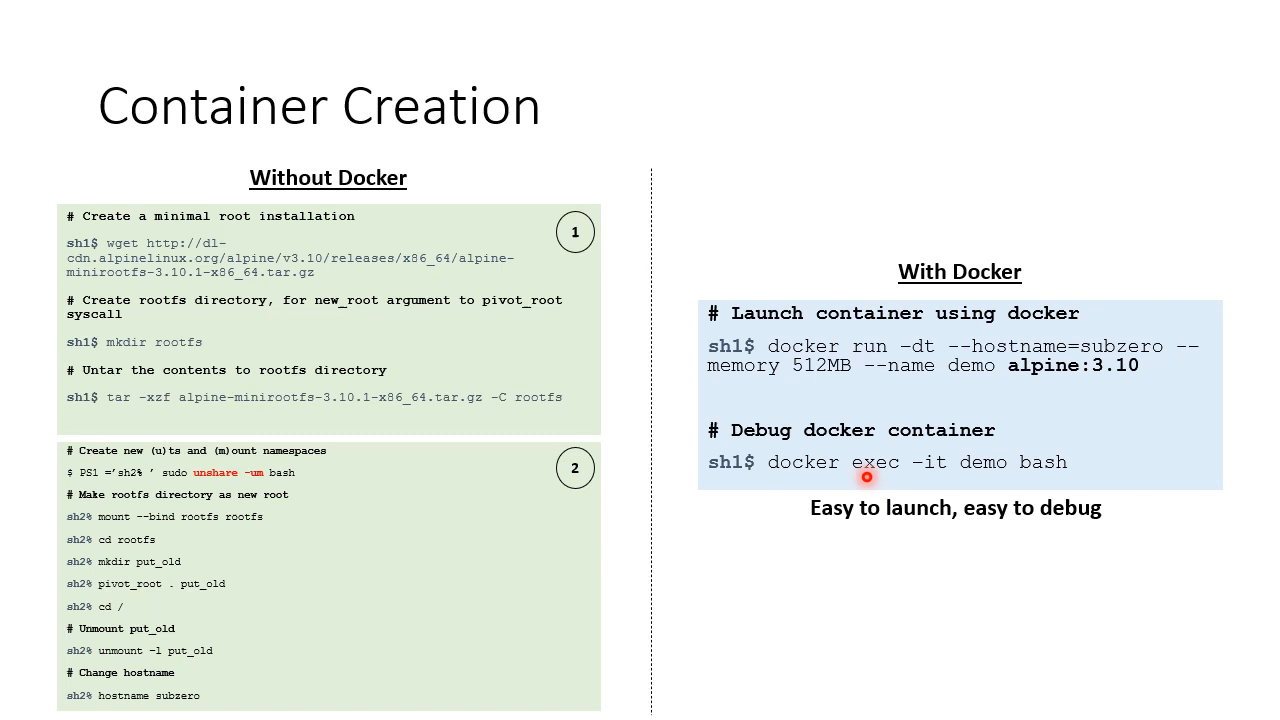 Container Creation
Without Docker
# Create a minimal root installation
1
sh1$ wget http://dl-
cdn.alpinelinux.org/alpine/v3.10/releases/x86_64/alpine-
minirootfs-3.10.1-x86_64.tar.gz
# Create rootfs directory, for new_root argument to pivot_root
syscall
sh1$ mkdir rootfs
# Untar the contents to rootfs directory
sh1$ tar -xzf alpine-minirootfs-3.10.1-x86_64.tar.gz -C rootfs
# Create new (u)ts and (m)ount namespaces
2
$ PS1 =’sh2% ’ sudo unshare -um bash
# Make rootfs directory as new root
sh2% mount --bind rootfs rootfs
sh2% cd rootfs
sh2% mkdir put_old
sh2% pivot_root . put_old
sh2% cd /
# Unmount put_old
sh2% unmount -l put_old
# Change hostname
sh2% hostname subzero
With Docker
# Launch container using docker
sh1$ docker run -dt --hostname=subzero --
memory 512MB --name demo alpine:3.10
# Debug docker container
sh1$ docker exec -it demo bash
Easy to launch, easy to debug